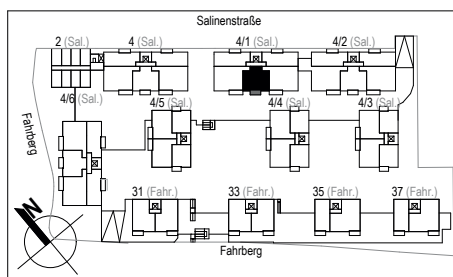 Salinenstraße
2 (Sal.) 4 (Sal.) 4/1 (Sal.) 4/2 (Sal.)
4/6 (Sal.) 4/5 (Sal.) 4/4 (Sal.) 4/3 (Sal.)
Fahrberg
31 (Fahr.) 33 (Fahr.) 35 (Fahr.) 37 (Fahr.)
N
Fahrberg